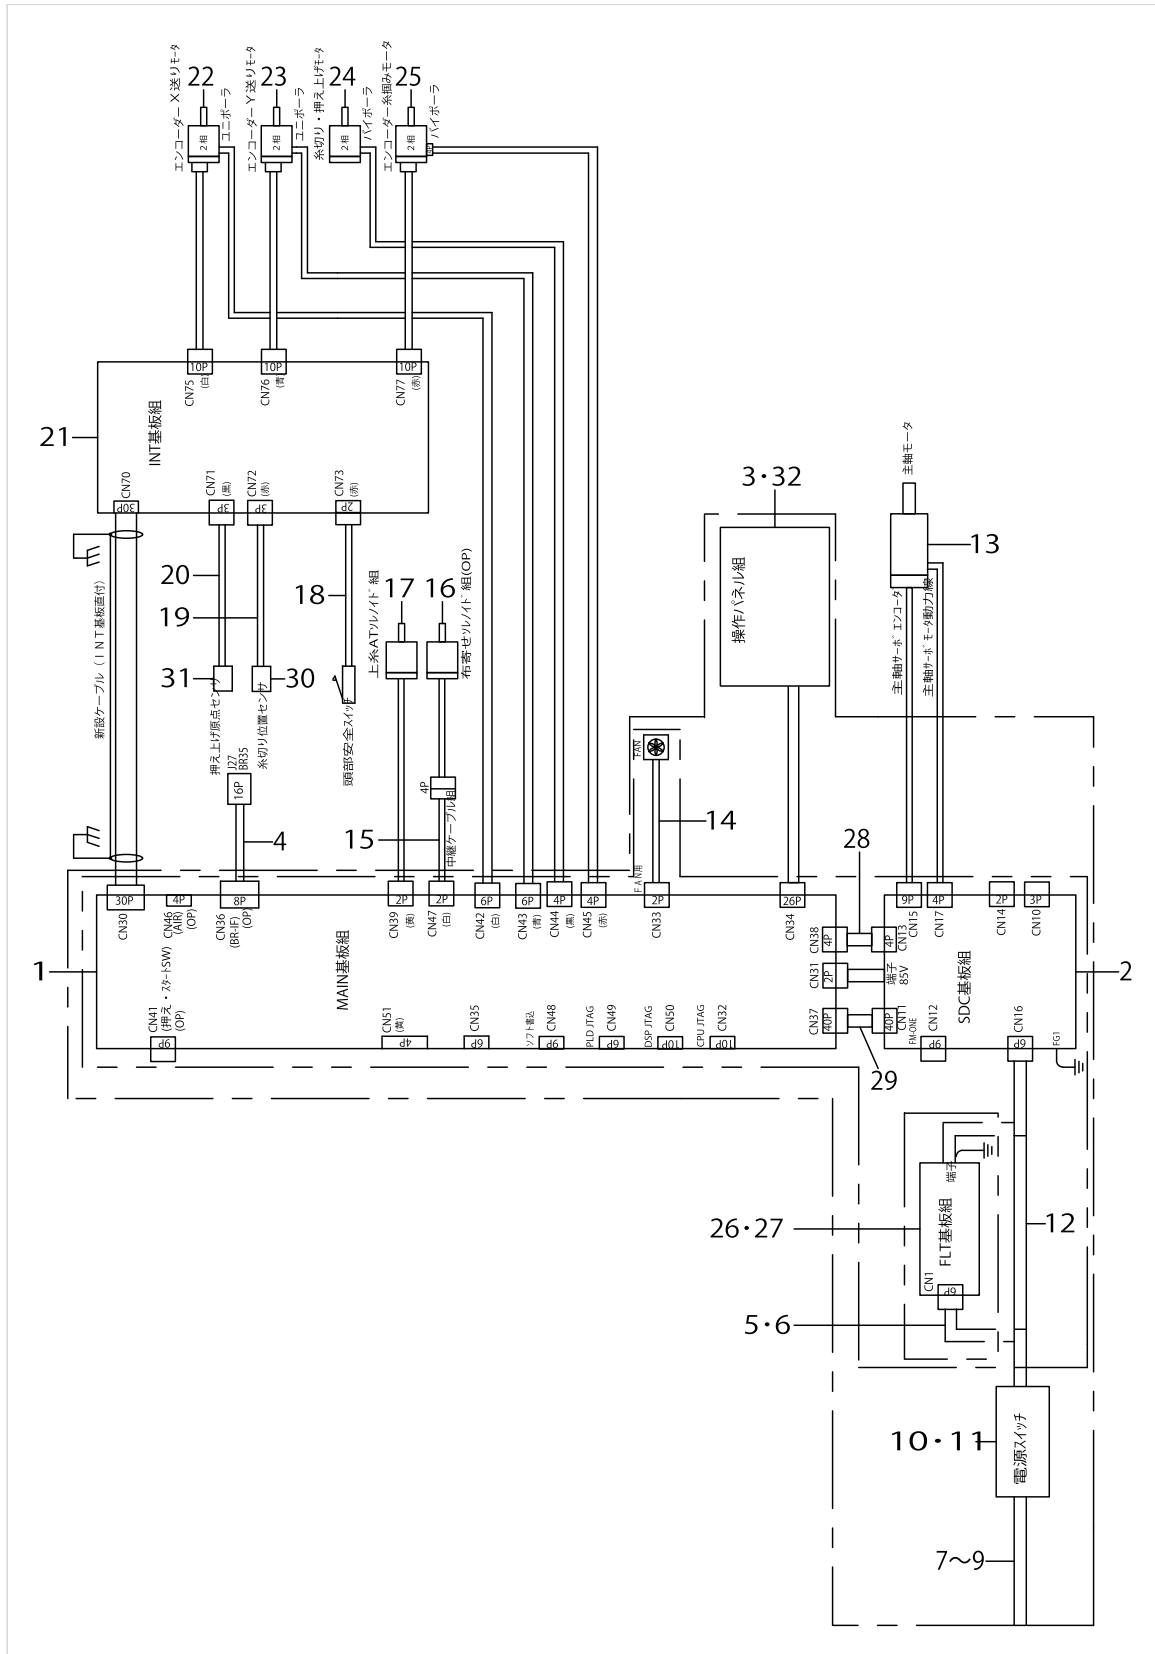 22
23
24
25
エンコーダーX送りモータ
ユニポーラ
エンコーダーY送りモータ
ユニポーラ
糸切り・押え上げモータ
バイポーラ
エンコーダー糸掴みモータ
バイポーラ
2相
2相
2相
2相
4P
10P
10P
10P
CN75
(白)
CN76
(青)
CN77
(赤)
21
INT基板組
CN70
CN71
(黒)
CN72
(赤)
CN73
(赤)
30P
3P
3P
2P
3・32
操作パネル組
主軸モータ
13
新設ケーブル(INT基板直付)
20
19
18
17
16
上糸ATソレノイド組
布寄せソレノイド組(OP)
主軸サーボエンコーダ
主軸サーボモータ動力線
31
30
押え上げ原点センサ
糸切り位置センサ
頭部安全スイッチ
J27
BR35
16P
4P
FAN
4
15
中継ケーブル組
14
28
FAN用
30P
4P
8P
2P
2P
6P
6P
4P
4P
2P
26P
9P
4P
2P
3P
CN30
CN46
(AIR)
(OP)
CN36
(BR-IF)
(OP)
CN39
(黄)
CN47
(白)
CN42
(白)
CN43
(青)
CN44
(黒)
CN45
(赤)
CN33
CN34
CN38
4P
4P
CN13
CN15
CN17
CN14
CN10
1
MAIN基板組
CN31
2P
端子
85V
SDC基板組
2
CN41
(押え・スタートSW)
(OP)
9P
CN51
(黄)
4P
CN35
6P
ソフト書込
CN48
9P
PLD JTAG
CN49
6P
DSP JTAG
CN50
10P
CPU JTAG
CN32
10P
CN37
40P
40P
CN11
FM-ONE
CN12
9P
CN16
6P
FG1
29
端子
26・27
FLT基板組
12
CN1
6P
5・6
10・11
電源スイッチ
7～9